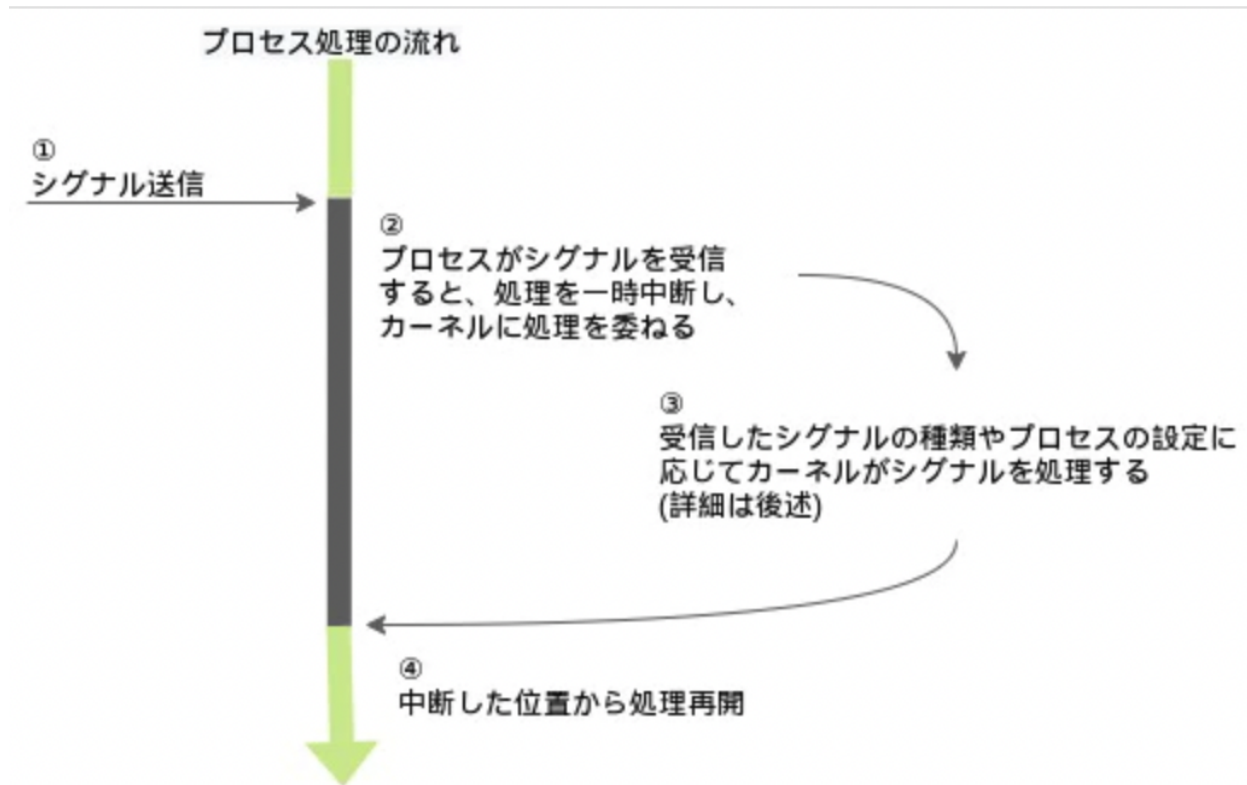 プロセス処理の流れ
①
シグナル送信
②
プロセスがシグナルを受信
すると、処理を一時中断し、
カーネルに処理を委ねる
③
受信したシグナルの種類やプロセスの設定に
応じてカーネルがシグナルを処理する
(詳細は後述)
④
中断した位置から処理再開